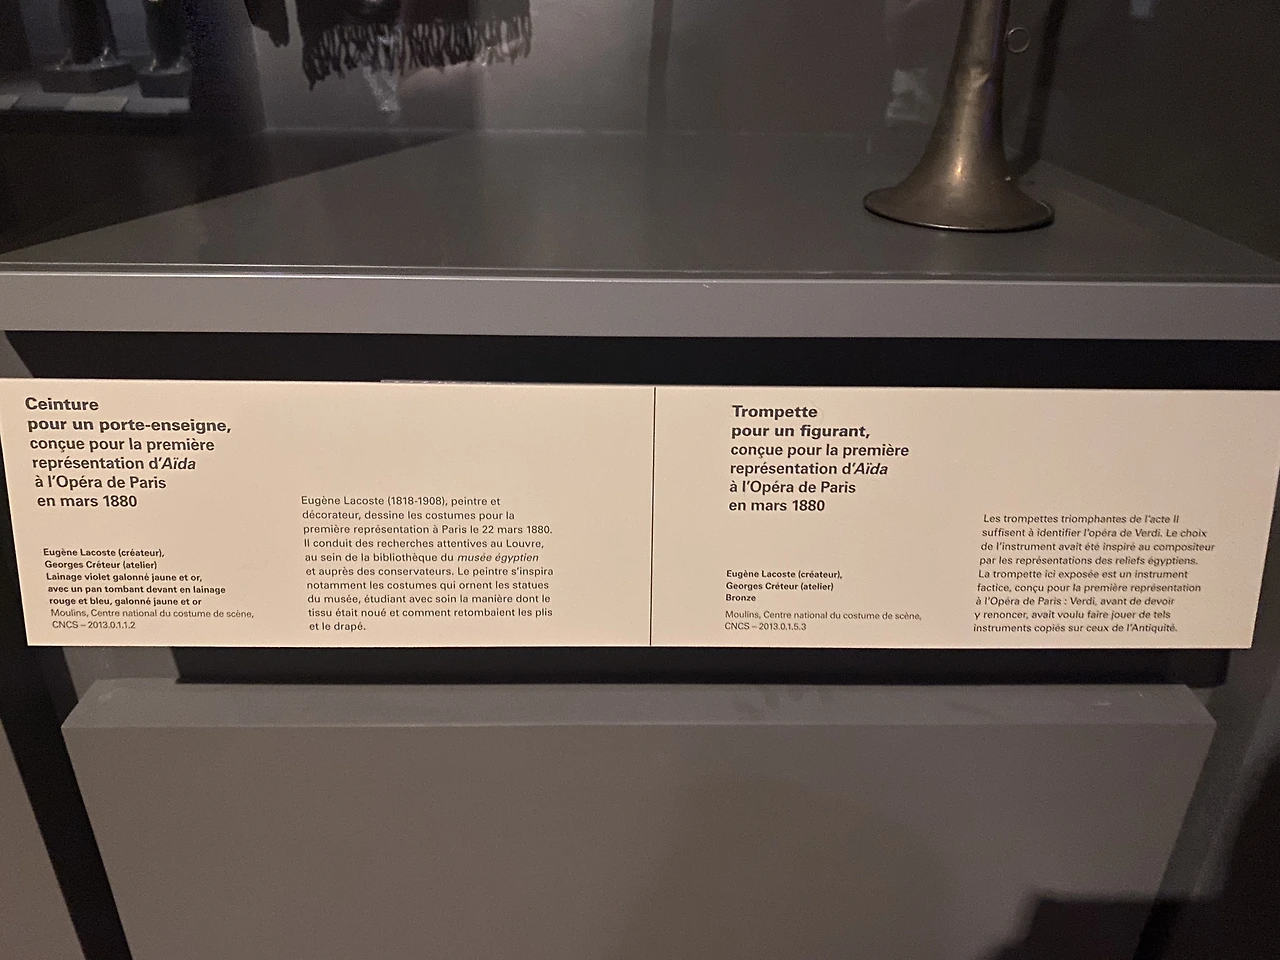 Ceinture
pour un porte-enseigne,
conçue pour la première
représentation d'Aïda
à l'Opéra de Paris
en mars 1880
Eugène Lacoste (créateur),
Georges Créteur (atelier)
Lainage violet galonné jaune et or,
avec un pan tombant devant en lainage
rouge et bleu, galonné jaune et or
Moulins, Centre national du costume de scène,
CNCS – 2013.0.1.1.2
Eugène Lacoste (1818-1908), peintre et
décorateur, dessine les costumes pour la
première représentation à Paris le 22 mars 1880.
Il conduit des recherches attentives au Louvre,
au sein de la bibliothèque du musée égyptien
et auprès des conservateurs. Le peintre s'inspira
notamment les costumes qui ornent les statues
du musée, étudiant avec soin la manière dont le
tissu était noué et comment retombaient les plis
et le drapé.
Trompette
pour un figurant,
conçue pour la première
représentation d'Aïda
à l'Opéra de Paris
en mars 1880
Eugène Lacoste (créateur),
Georges Créteur (atelier)
Bronze
Moulins, Centre national du costume de scène,
CNCS – 2013.0.1.5.3
Les trompettes triomphantes de l'acte II
suffisent à identifier l'opéra de Verdi. Le choix
de l'instrument avait été inspiré au compositeur
par les représentations des reliefs égyptiens.
La trompette ici exposée est un instrument
factice, conçu pour la première représentation
à l'Opéra de Paris : Verdi, avant de devoir
y renoncer, avait voulu faire jouer de tels
instruments copiés sur ceux de l'Antiquité.